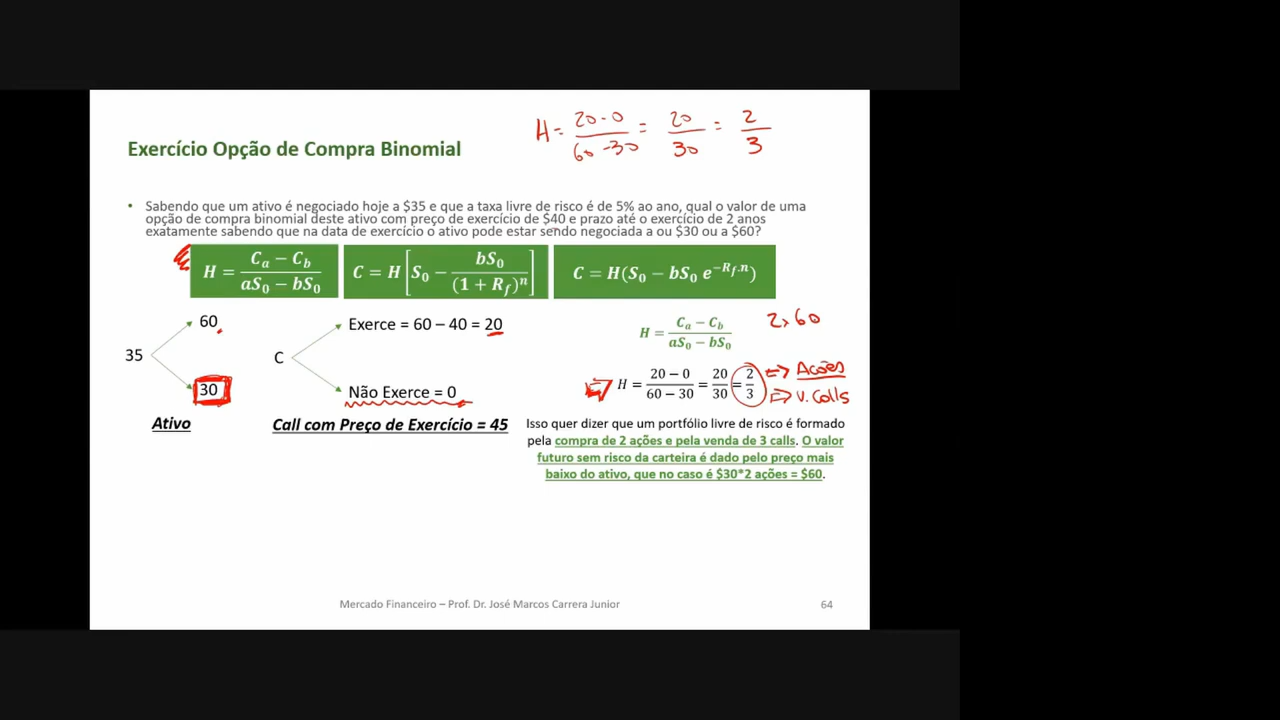 H = 20-0 / 60-30 = 20 / 30 = 2 / 3
Exercício Opção de Compra Binomial
• Sabendo que um ativo é negociado hoje a $35 e que a taxa livre de risco é de 5% ao ano, qual o valor de uma
opção de compra binomial deste ativo com preço de exercício de $40 e prazo até o exercício de 2 anos
exatamente sabendo que na data de exercício o ativo pode estar sendo negociada a ou $30 ou a $60?
H = (Ca − Cb) / (aS0 − bS0)
C = H [S0 − bS0 / (1 + Rf)^n]
C = H(S0 − bS0 e^−Rf.n)
35
60
30
Ativo
C
Exerce = 60 – 40 = 20
Não Exerce = 0
Call com Preço de Exercício = 45
H = (Ca − Cb) / (aS0 − bS0)
H = (20 − 0) / (60 − 30) = 20 / 30 = 2 / 3
⇒ Ações
⇒ V. Calls
Isso quer dizer que um portfólio livre de risco é formado
pela compra de 2 ações e pela venda de 3 calls. O valor
futuro sem risco da carteira é dado pelo preço mais
baixo do ativo, que no caso é $30*2 ações = $60.
Mercado Financeiro – Prof. Dr. José Marcos Carrera Junior
64